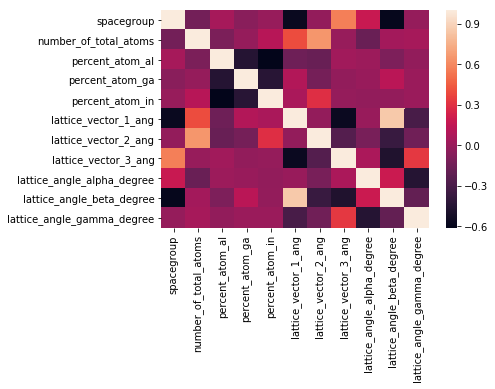 spacegroup
number_of_total_atoms
percent_atom_al
percent_atom_ga
percent_atom_in
lattice_vector_1_ang
lattice_vector_2_ang
lattice_vector_3_ang
lattice_angle_alpha_degree
lattice_angle_beta_degree
lattice_angle_gamma_degree
spacegroup
number_of_total_atoms
percent_atom_al
percent_atom_ga
percent_atom_in
lattice_vector_1_ang
lattice_vector_2_ang
lattice_vector_3_ang
lattice_angle_alpha_degree
lattice_angle_beta_degree
lattice_angle_gamma_degree
0.9
0.6
0.3
0.0
−0.3
−0.6